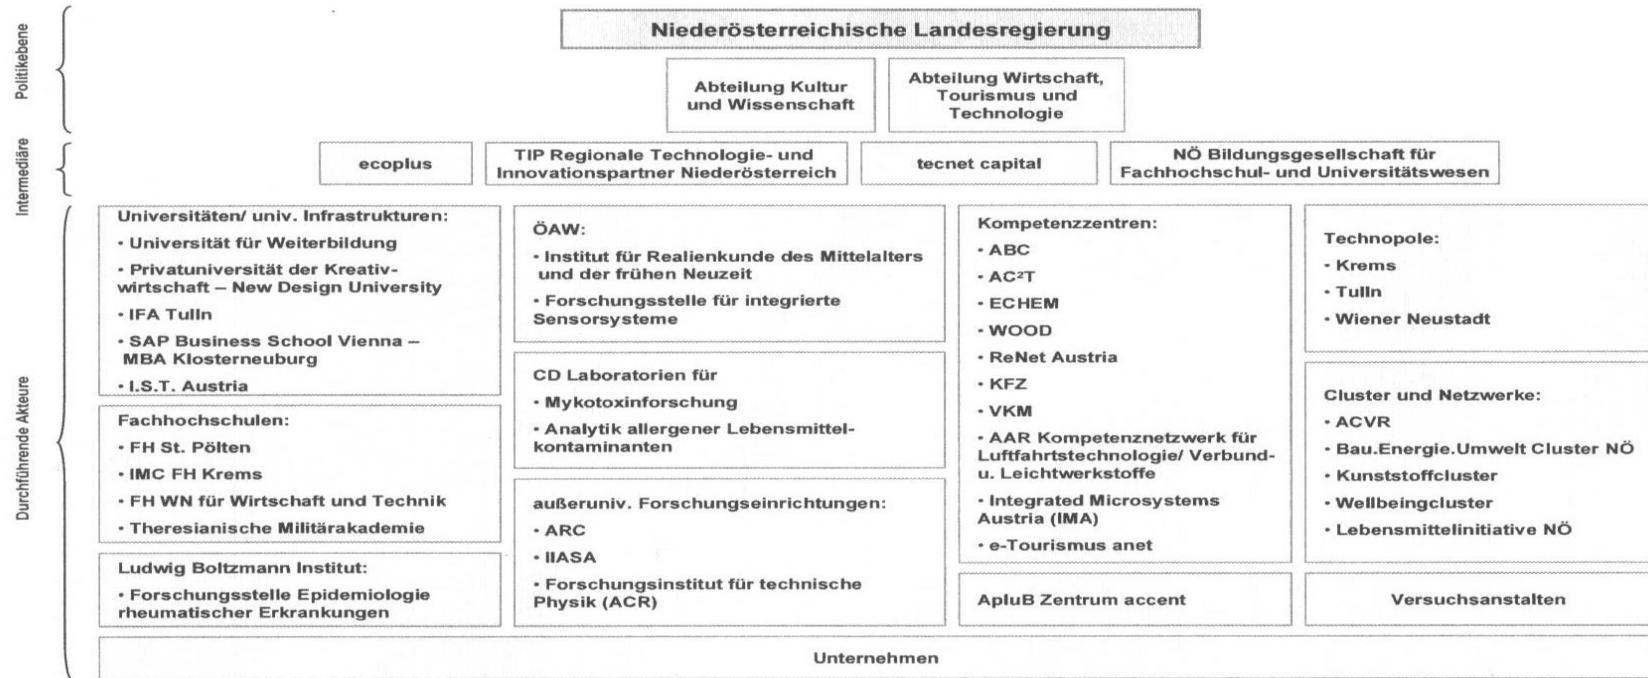 Politikebene
Niederösterreichische Landesregierung
Abteilung Kultur
und Wissenschaft
Abteilung Wirtschaft,
Tourismus und
Technologie
Intermediäre
ecoplus
TIP Regionale Technologie- und
Innovationspartner Niederösterreich
tecnet capital
NÖ Bildungsgesellschaft für
Fachhochschul- und Universitätswesen
Durchführende Akteure
Universitäten/ univ. Infrastrukturen:
• Universität für Weiterbildung
• Privatuniversität der Kreativ-
wirtschaft – New Design University
• IFA Tulln
• SAP Business School Vienna –
MBA Klosterneuburg
• I.S.T. Austria
Fachhochschulen:
• FH St. Pölten
• IMC FH Krems
• FH WN für Wirtschaft und Technik
• Theresianische Militärakademie
Ludwig Boltzmann Institut:
• Forschungsstelle Epidemiologie
rheumatischer Erkrankungen
ÖAW:
• Institut für Realienkunde des Mittelalters
und der frühen Neuzeit
• Forschungsstelle für integrierte
Sensorsysteme
CD Laboratorien für
• Mykotoxinforschung
• Analytik allergener Lebensmittel-
kontaminanten
außeruniv. Forschungseinrichtungen:
• ARC
• IIASA
• Forschungsinstitut für technische
Physik (ACR)
Kompetenzzentren:
• ABC
• AC²T
• ECHEM
• WOOD
• ReNet Austria
• KFZ
• VKM
• AAR Kompetenznetzwerk für
Luftfahrtstechnologie/ Verbund-
u. Leichtwerkstoffe
• Integrated Microsystems
Austria (IMA)
• e-Tourismus anet
ApluB Zentrum accent
Technopole:
• Krems
• Tulln
• Wiener Neustadt
Cluster und Netzwerke:
• ACVR
• Bau.Energie.Umwelt Cluster NÖ
• Kunststoffcluster
• Wellbeingcluster
• Lebensmittelinitiative NÖ
Versuchsanstalten
Unternehmen